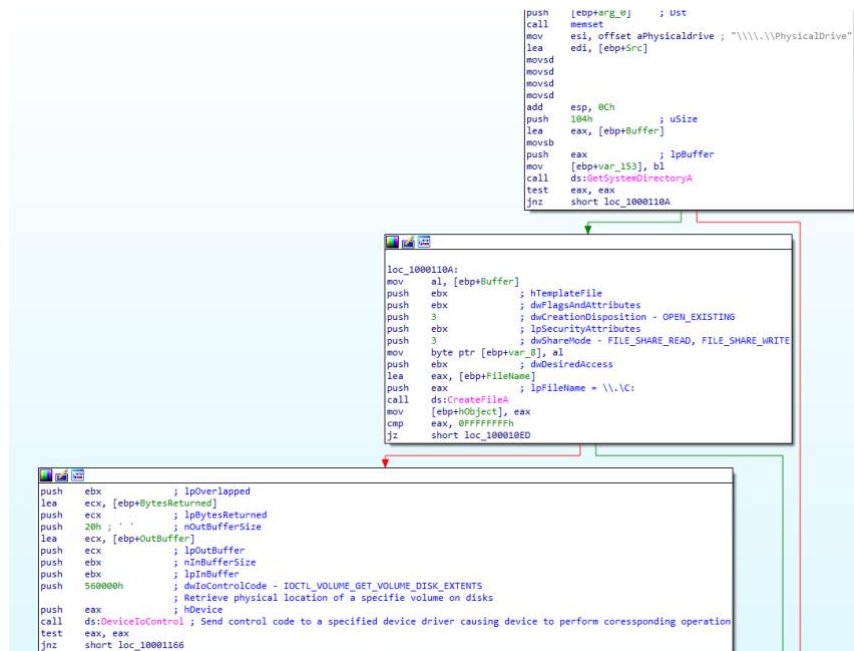 push [ebp+arg_0] ; Dst
call memset
mov esi, offset aPhysicaldrive ; "\\\\.\\PhysicalDrive"
lea edi, [ebp+Src]
movsd
movsd
movsd
movsd
add esp, 0Ch
push 104h ; uSize
lea eax, [ebp+Buffer]
movsb
push eax ; lpBuffer
mov [ebp+var_153], bl
call ds:GetSystemDirectoryA
test eax, eax
jnz short loc_1000110A
loc_1000110A:
mov al, [ebp+Buffer]
push ebx ; hTemplateFile
push ebx ; dwFlagsAndAttributes
push 3 ; dwCreationDisposition - OPEN_EXISTING
push ebx ; lpSecurityAttributes
push 3 ; dwShareMode - FILE_SHARE_READ, FILE_SHARE_WRITE
mov byte ptr [ebp+var_8], al
push ebx ; dwDesiredAccess
lea eax, [ebp+FileName]
push eax ; lpFileName = \\.\C:
call ds:CreateFileA
mov [ebp+hObject], eax
cmp eax, 0FFFFFFFFh
jz short loc_100010ED
push ebx ; lpOverlapped
lea ecx, [ebp+BytesReturned]
push ecx ; lpBytesReturned
push 20h ; ' ' ; nOutBufferSize
lea ecx, [ebp+OutBuffer]
push ecx ; lpOutBuffer
push ebx ; nInBufferSize
push ebx ; lpInBuffer
push 560000h ; dwIoControlCode - IOCTL_VOLUME_GET_VOLUME_DISK_EXTENTS
; Retrieve physical location of a specifie volume on disks
push eax ; hDevice
call ds:DeviceIoControl ; Send control code to a specified device driver causing device to perform coressponding operation
test eax, eax
jnz short loc_10001166